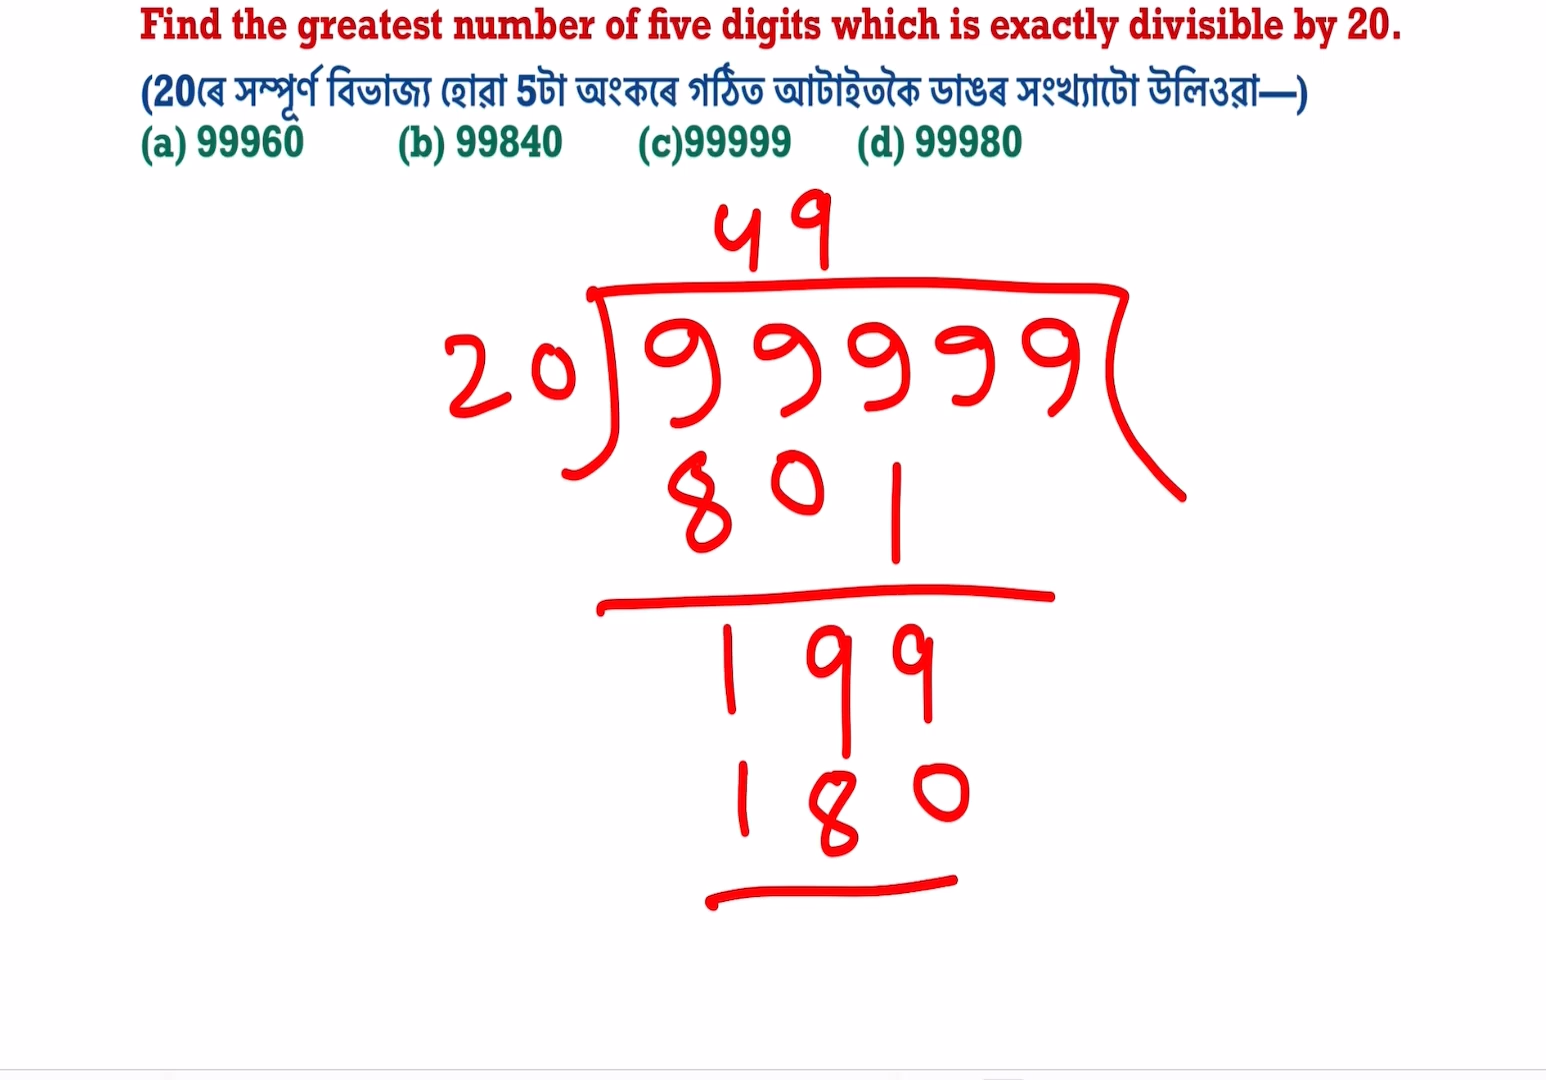 Find the greatest number of five digits which is exactly divisible by 20.
(20ৰে সম্পূৰ্ণ বিভাজ্য হোৱা 5টা অংকৰে গঠিত আটাইতকৈ ডাঙৰ সংখ্যাটো উলিওৱা—)
(a) 99960 (b) 99840 (c)99999 (d) 99980
49
20)99999(
801
199
180